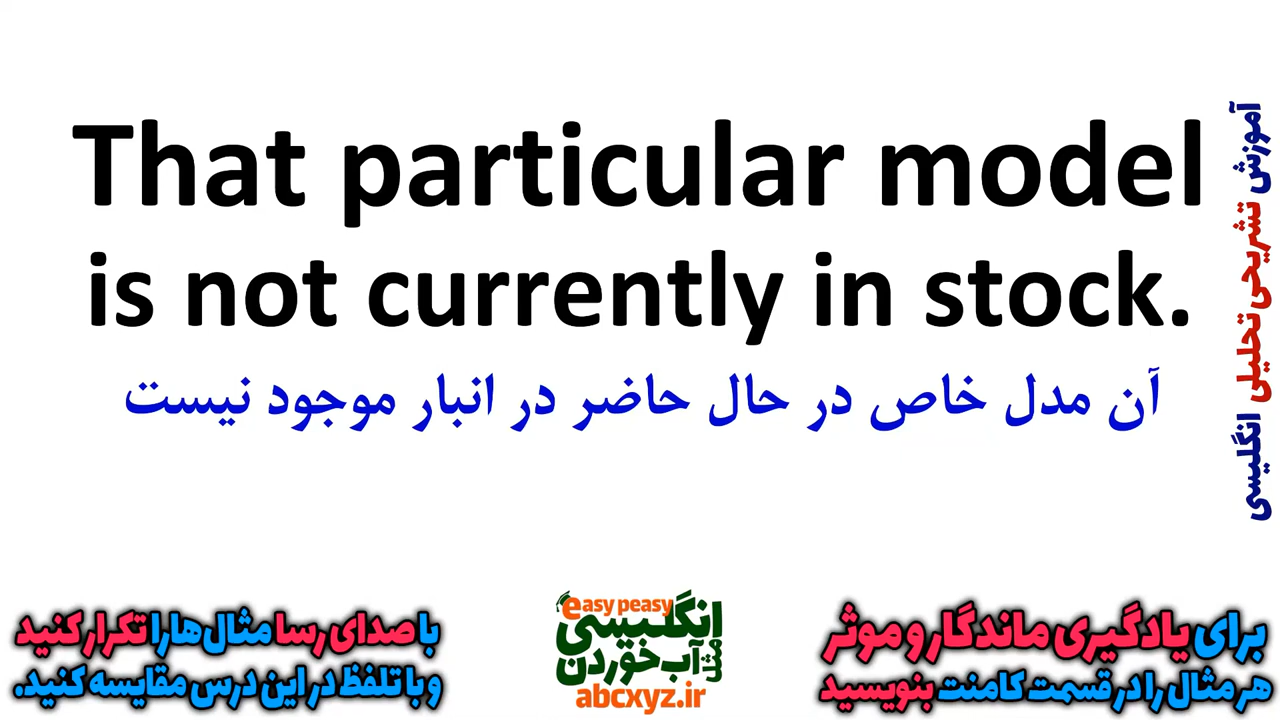 That particular model
is not currently in stock.
آن مدل خاص در حال حاضر در انبار موجود نیست
آموزش تشریحی تحلیلی انگلیسی
برای یادگیری ماندگار و موثر
هر مثال را در قسمت کامنت بنویسید
easy peasy
انگلیسی
مثل
آب خوردن
abcxyz.ir
با صدای رسا مثال‌ها را تکرار کنید
و با تلفظ در این درس مقایسه کنید.